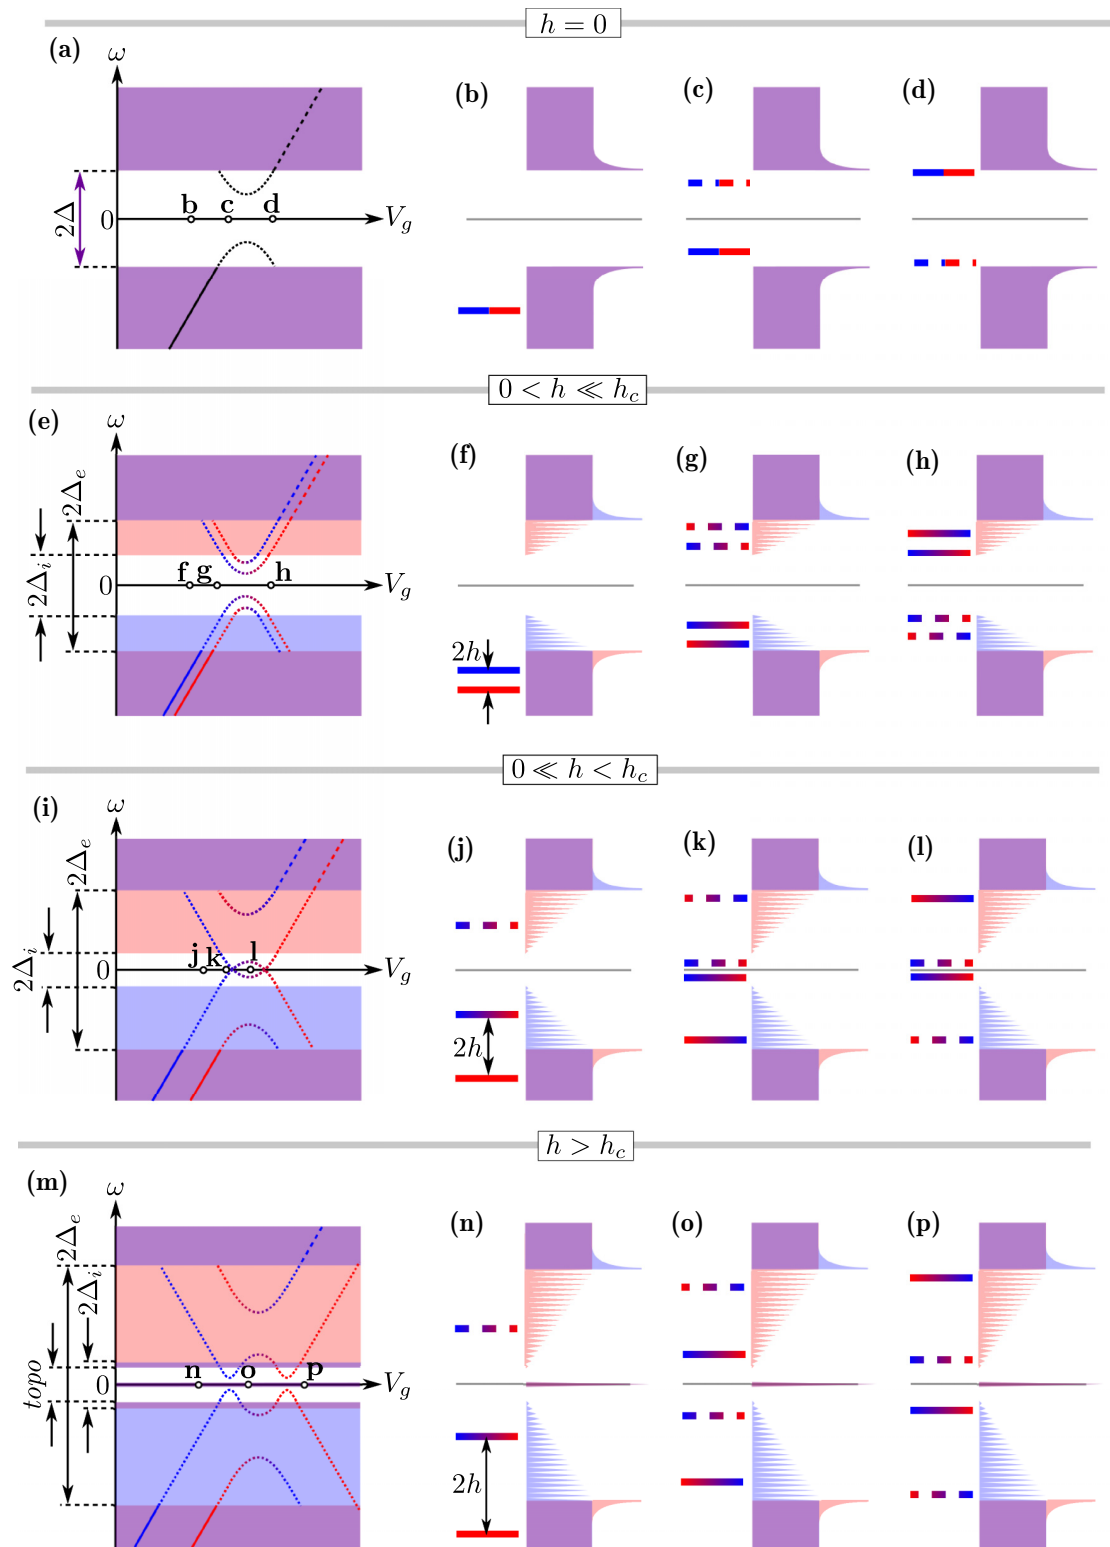 h = 0
(a)
ω
(b)
(c)
(d)
2Δ
0
b
c
d
V_g
0 < h ≪ h_c
(e)
ω
(f)
(g)
(h)
2Δ_e
2Δ_i
0
f
g
h
V_g
2h
0 ≪ h < h_c
(i)
ω
(j)
(k)
(l)
2Δ_e
2Δ_i
0
j
k
l
V_g
2h
h > h_c
(m)
ω
(n)
(o)
(p)
2Δ_e
2Δ_i
topo
0
n
o
p
V_g
2h